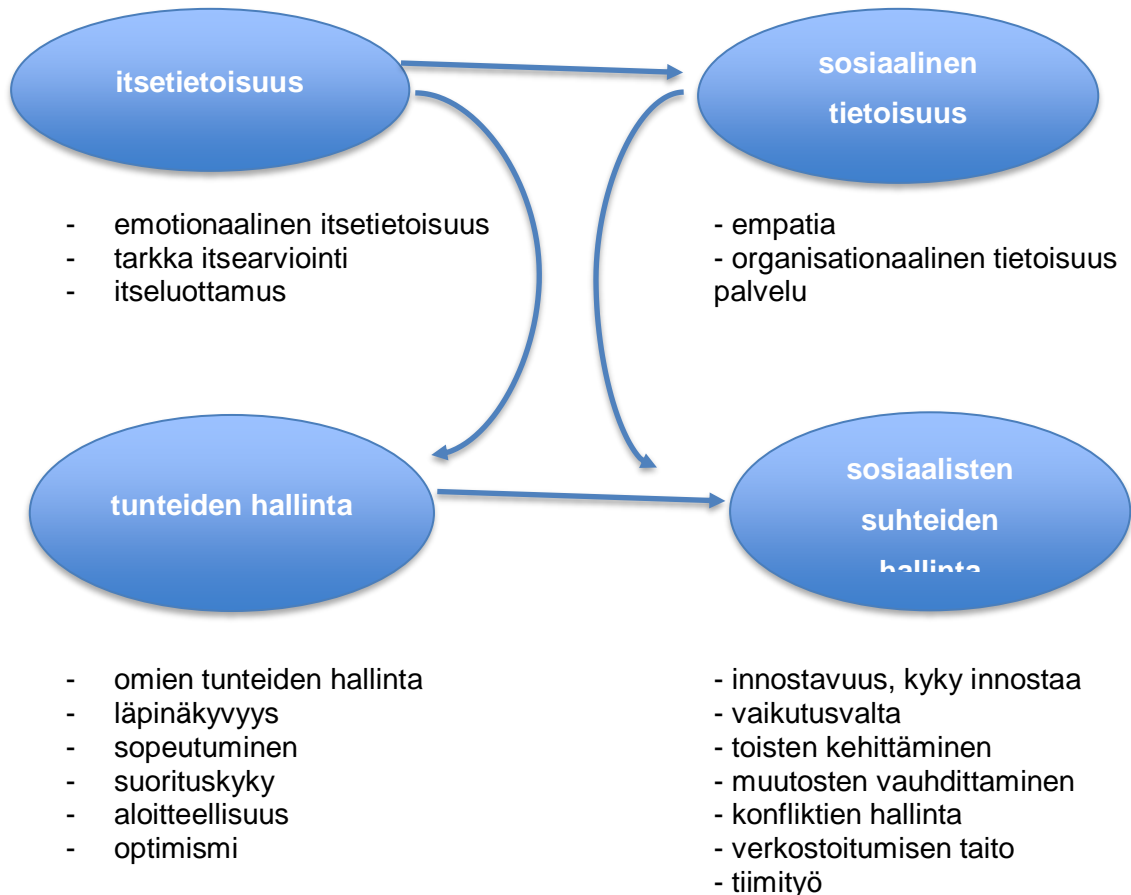 itsetietoisuus
sosiaalinen
tietoisuus
- emotionaalinen itsetietoisuus
- tarkka itsearviointi
- itseluottamus
- empatia
- organisationaalinen tietoisuus
palvelu
tunteiden hallinta
sosiaalisten
suhteiden
hallinta
- omien tunteiden hallinta
- läpinäkyvyys
- sopeutuminen
- suorituskyky
- aloitteellisuus
- optimismi
- innostavuus, kyky innostaa
- vaikutusvalta
- toisten kehittäminen
- muutosten vauhdittaminen
- konfliktien hallinta
- verkostoitumisen taito
- tiimityö